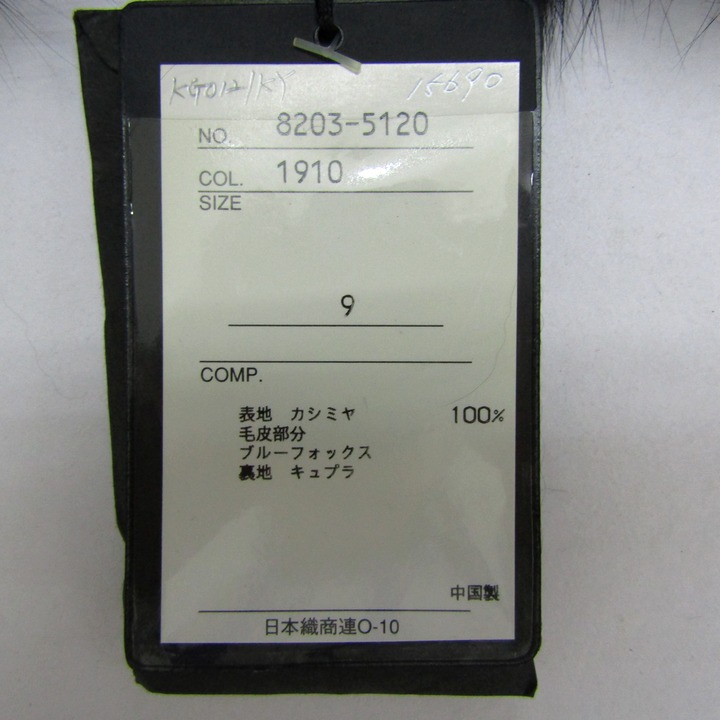 15690
NO. 8203-5120
COL. 1910
SIZE
9
COMP.
表地 カシミヤ 100%
毛皮部分
ブルーフォックス
裏地 キュプラ
中国製
日本織商連O-10